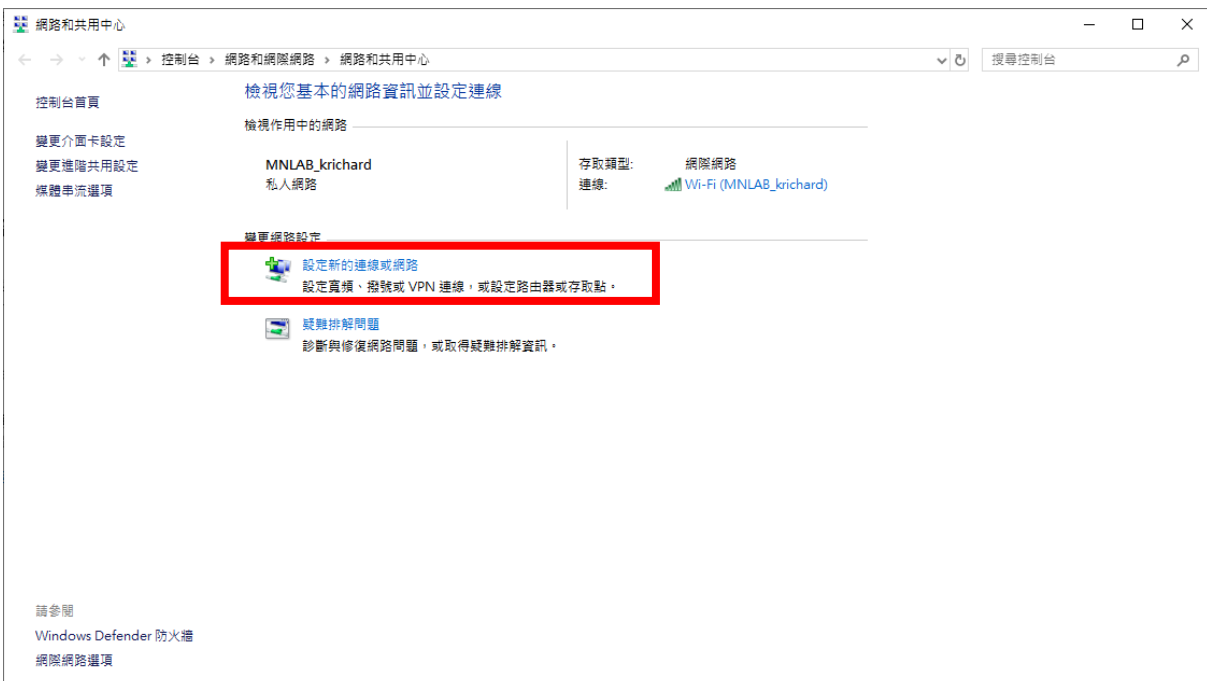 網路和共用中心
控制台 › 網路和網際網路 › 網路和共用中心
搜尋控制台
控制台首頁
變更介面卡設定
變更進階共用設定
媒體串流選項
檢視您基本的網路資訊並設定連線
檢視作用中的網路
MNLAB_krichard
私人網路
存取類型: 網際網路
連線: Wi-Fi (MNLAB_krichard)
變更網路設定
設定新的連線或網路
設定寬頻、撥號或 VPN 連線，或設定路由器或存取點。
疑難排解問題
診斷與修復網路問題，或取得疑難排解資訊。
請參閱
Windows Defender 防火牆
網際網路選項